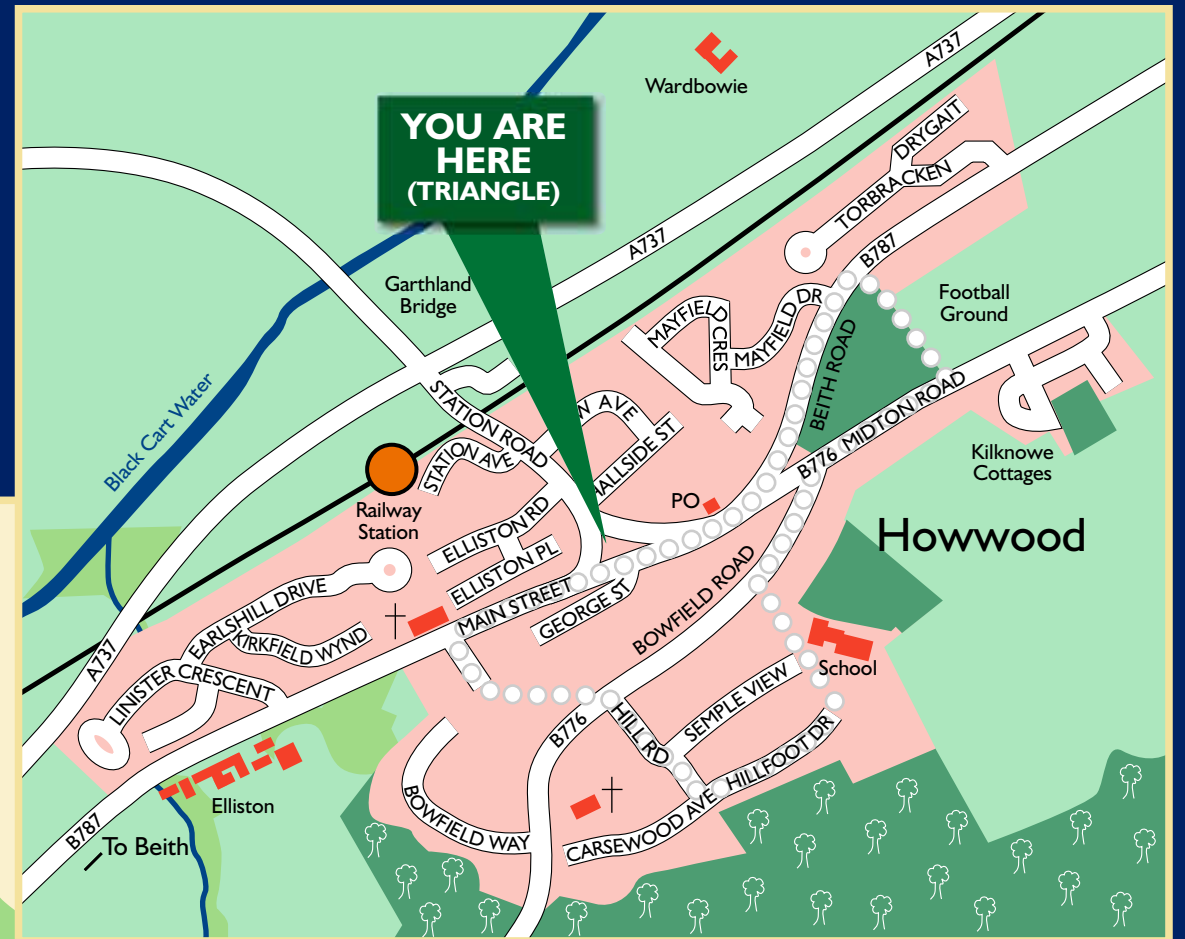 A737
Wardbowie
YOU ARE
HERE
(TRIANGLE)
DRYGAIT
TORBRACKEN
A737
B787
Garthland
Bridge
Football
Ground
MAYFIELD CRES
MAYFIELD DR
BEITH ROAD
STATION ROAD
AVE
B776 MIDTON ROAD
Black Cart Water
STATION AVE
HALLSIDE ST
Kilknowe
Cottages
PO
Railway
Station
ELLISTON RD
Howwood
ELLISTON PL
BOWFIELD ROAD
MAIN STREET
GEORGE ST
EARLSHILL DRIVE
KIRKFIELD WYND
School
A737
LINISTER CRESCENT
SEMPLE VIEW
B776
HILL RD
HILLFOOT DR
Elliston
BOWFIELD WAY
CARSEWOOD AVE
B787
To Beith